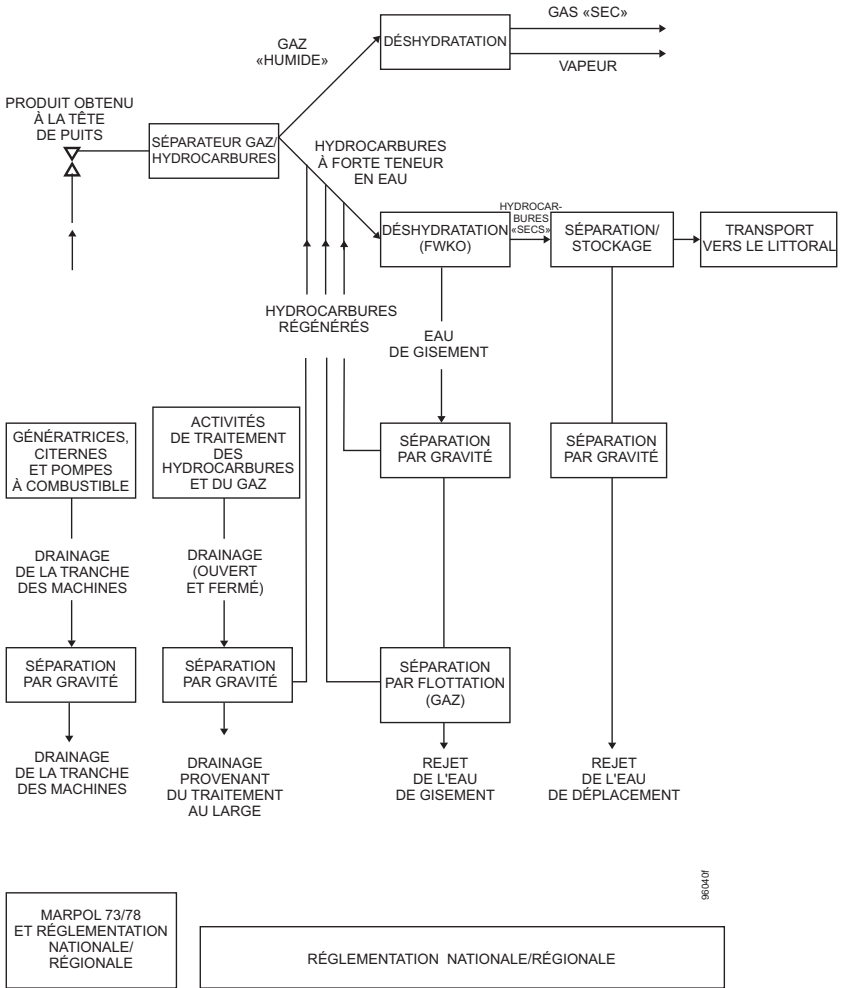 GAS «SEC»
GAZ
«HUMIDE»
DÉSHYDRATATION
VAPEUR
PRODUIT OBTENU
À LA TÊTE
DE PUITS
SÉPARATEUR GAZ/
HYDROCARBURES
HYDROCARBURES
À FORTE TENEUR
EN EAU
DÉSHYDRATATION
(FWKO)
HYDROCAR-
BURES
«SECS»
SÉPARATION/
STOCKAGE
TRANSPORT
VERS LE LITTORAL
HYDROCARBURES
RÉGÉNÉRÉS
EAU
DE GISEMENT
GÉNÉRATRICES,
CITERNES
ET POMPES
À COMBUSTIBLE
ACTIVITÉS
DE TRAITEMENT
DES
HYDROCARBURES
ET DU GAZ
SÉPARATION
PAR GRAVITÉ
SÉPARATION
PAR GRAVITÉ
DRAINAGE
DE LA TRANCHE
DES MACHINES
DRAINAGE
(OUVERT
ET FERMÉ)
SÉPARATION
PAR GRAVITÉ
SÉPARATION
PAR GRAVITÉ
SÉPARATION
PAR FLOTTATION
(GAZ)
DRAINAGE
DE LA TRANCHE
DES MACHINES
DRAINAGE
PROVENANT
DU TRAITEMENT
AU LARGE
REJET
DE L'EAU
DE GISEMENT
REJET
DE L'EAU
DE DÉPLACEMENT
96040f
MARPOL 73/78
ET RÉGLEMENTATION
NATIONALE/
RÉGIONALE
RÉGLEMENTATION NATIONALE/RÉGIONALE